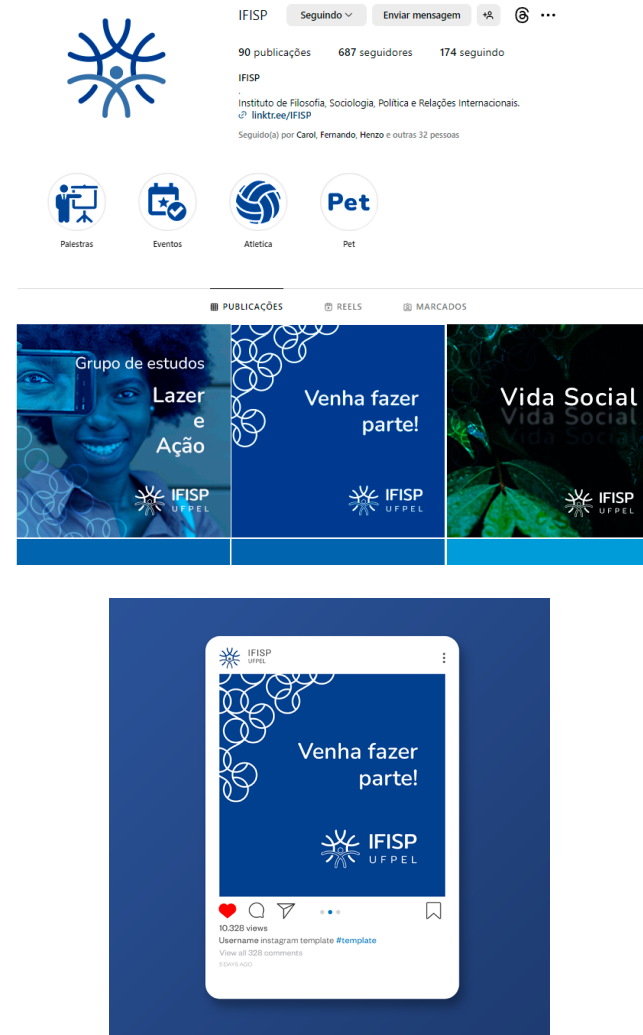 IFISP Seguindo Enviar mensagem
90 publicações 687 seguidores 174 seguindo
IFISP
.
Instituto de Filosofia, Sociologia, Política e Relações Internacionais.
linktr.ee/IFISP
Seguido(a) por Carol, Fernando, Henzo e outras 32 pessoas
Pet
Palestras Eventos Atletica Pet
PUBLICAÇÕES REELS MARCADOS
Grupo de estudos
Lazer
e
Ação
IFISP
UFPEL
Venha fazer
parte!
IFISP
UFPEL
Vida Social
Vida Social
Vida Social
IFISP
UFPEL
IFISP
UFPEL
Venha fazer
parte!
IFISP
UFPEL
10.328 views
Username instagram template #template
View all 328 comments
5 DAYS AGO